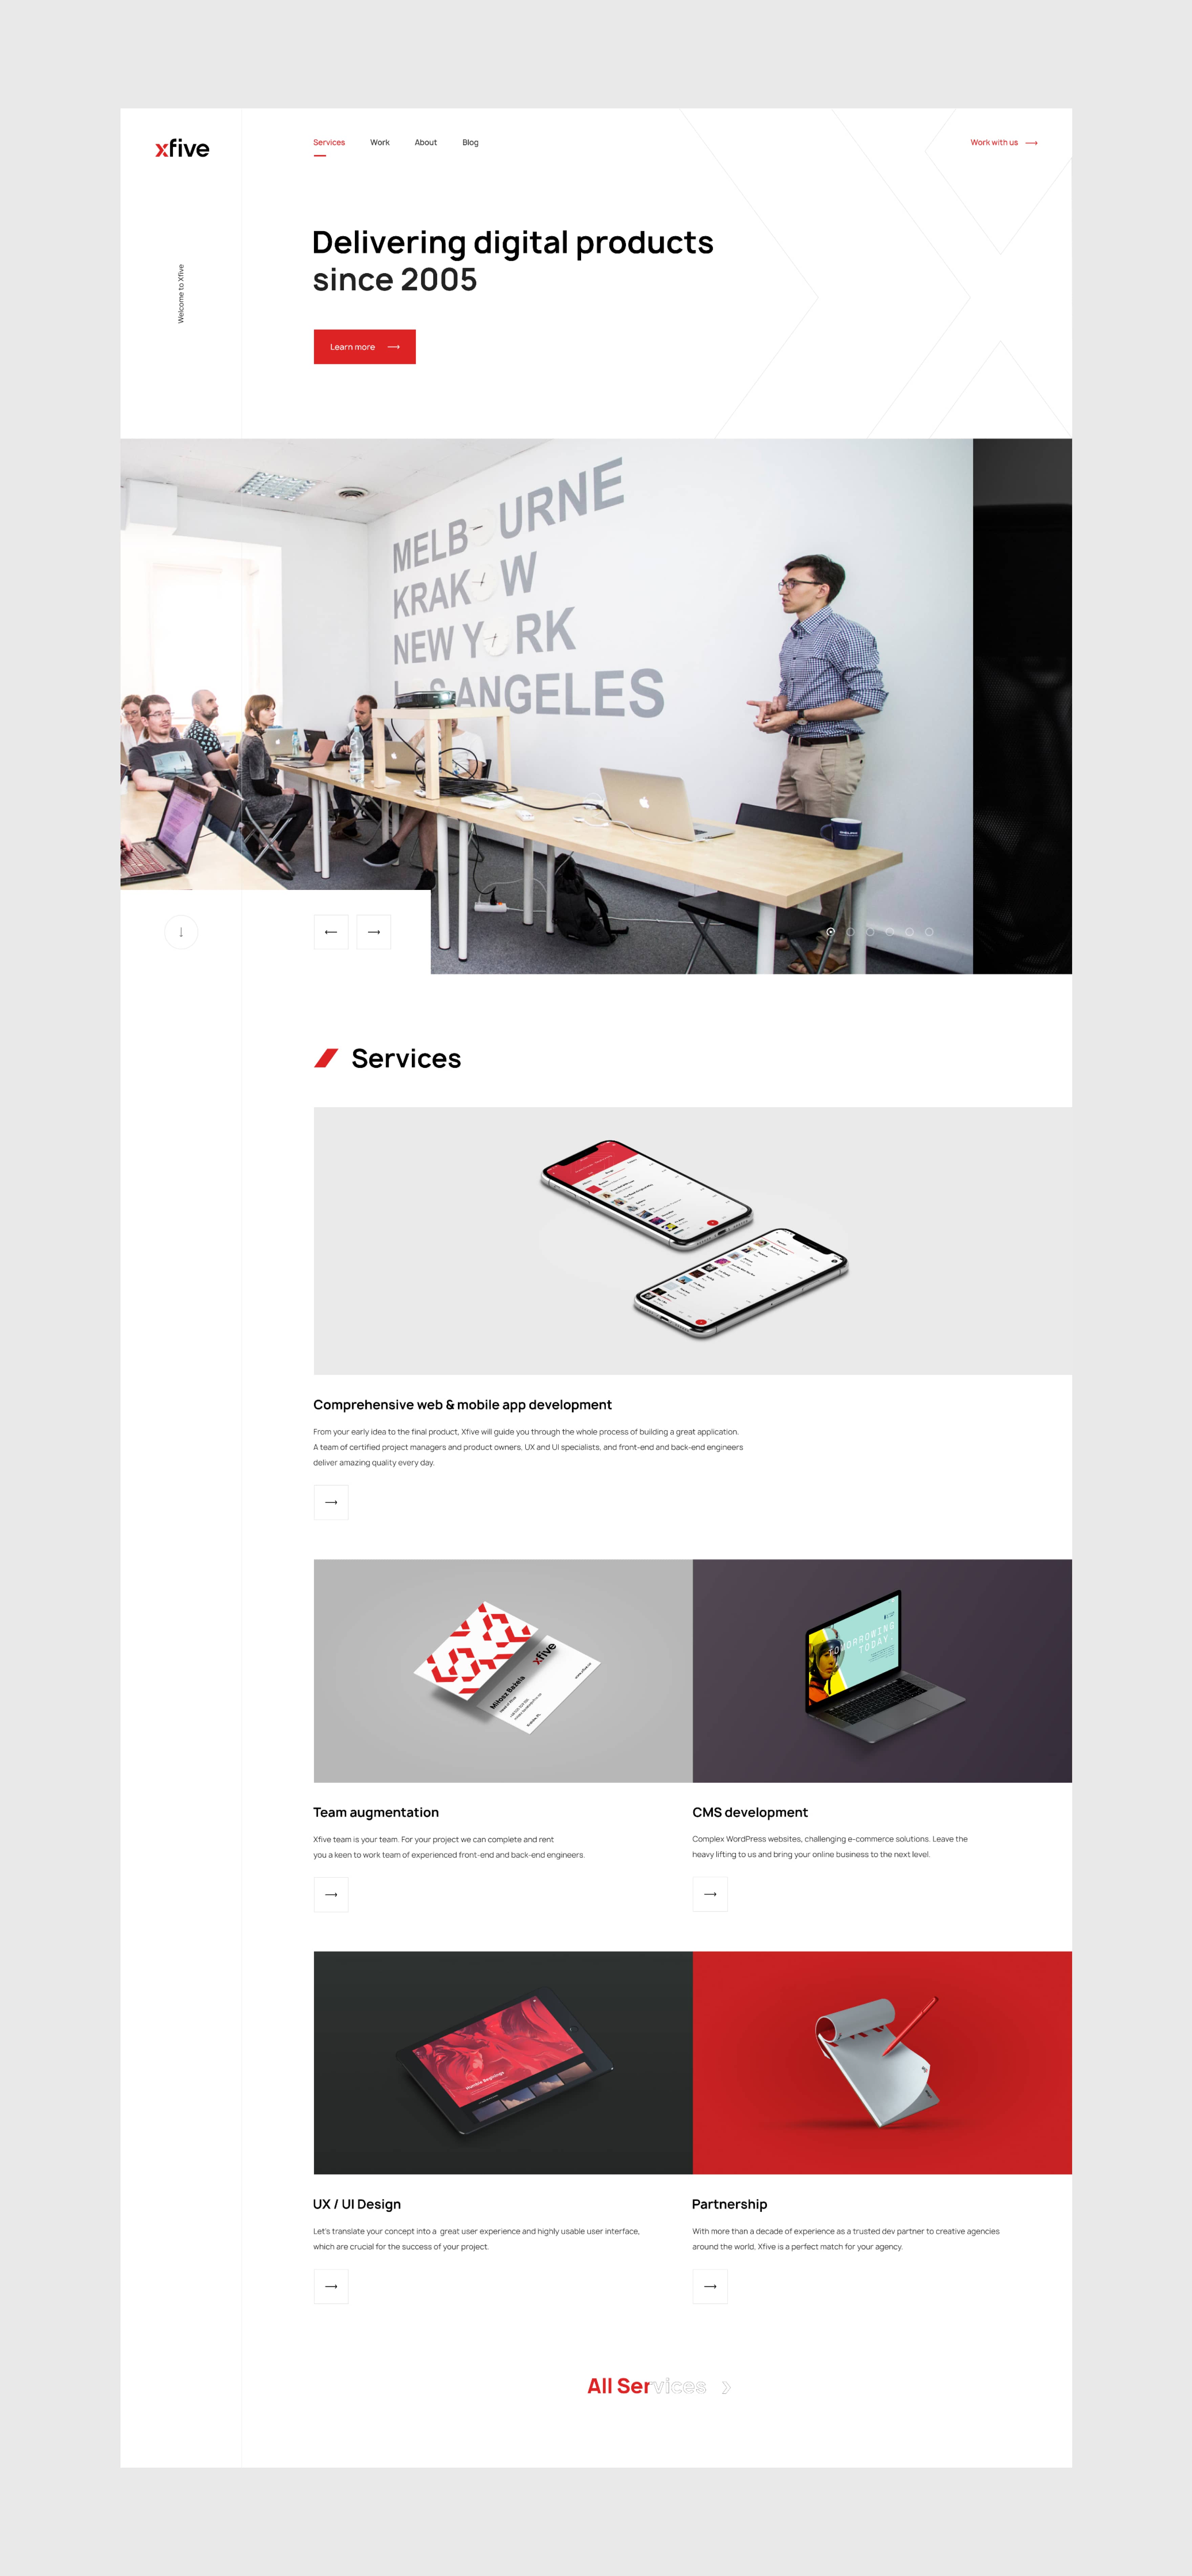 xfive
Services
Work
About
Blog
Work with us
Welcome to Xfive
Delivering digital products
since 2005
Learn more
MELB URNE
KRAK W
NEW Y RK
L S ANGELES
Services
Comprehensive web & mobile app development
From your early idea to the final product, Xfive will guide you through the whole process of building a great application.
A team of certified project managers and product owners, UX and UI specialists, and front-end and back-end engineers
deliver amazing quality every day.
xfive
Miłosz Bazela
TOMORROWING
TODAY
Team augmentation
Xfive team is your team. For your project we can complete and rent
you a keen to work team of experienced front-end and back-end engineers.
CMS development
Complex WordPress websites, challenging e-commerce solutions. Leave the
heavy lifting to us and bring your online business to the next level.
UX / UI Design
Let's translate your concept into a great user experience and highly usable user interface,
which are crucial for the success of your project.
Partnership
With more than a decade of experience as a trusted dev partner to creative agencies
around the world, Xfive is a perfect match for your agency.
All Services